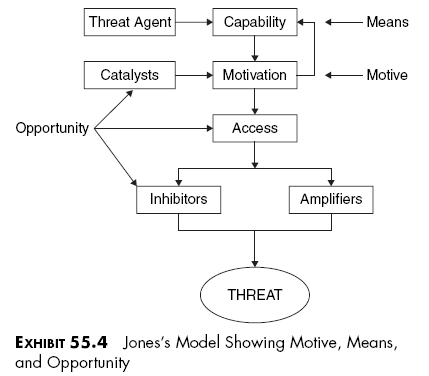 Threat Agent
Capability
Means
Catalysts
Motivation
Motive
Opportunity
Access
Inhibitors
Amplifiers
THREAT
EXHIBIT 55.4 Jones's Model Showing Motive, Means,
and Opportunity